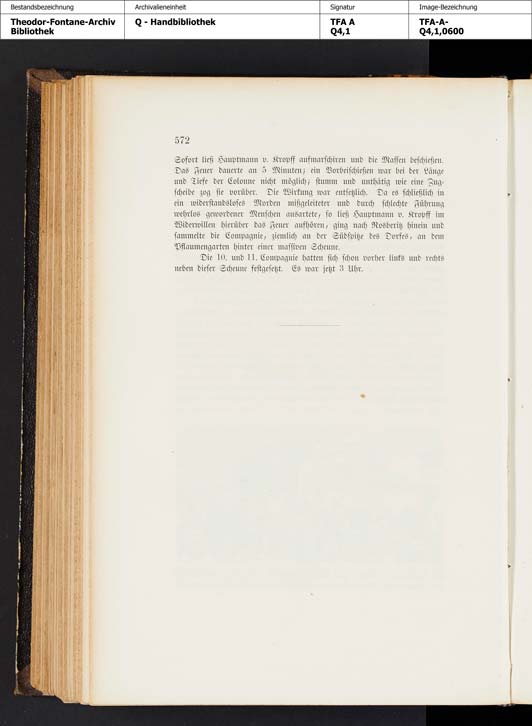 Bestandsbezeichnung Archivalieneinheit Signatur Image-Bezeichnung
Theodor-Fontane-Archiv Q - Handbibliothek TFA A TFA-A-
Bibliothek Q4,1 Q4,1,0600
572
Sofort ließ Hauptmann v. Kropff aufmarschiren und die Massen beschießen.
Das Feuer dauerte an 5 Minuten; ein Vorbeischießen war bei der Länge
und Tiefe der Colonne nicht möglich; stumm und unthätig wie eine Zug-
scheibe zog sie vorüber. Die Wirkung war entsetzlich. Da es schließlich in
ein widerstandsloses Morden mißgeleiteter und durch schlechte Führung
wehrlos gewordener Menschen ausartete, so ließ Hauptmann v. Kropff im
Widerwillen hierüber das Feuer aufhören, ging nach Rosberitz hinein und
sammelte die Compagnie, ziemlich an der Südspitze des Dorfes, an dem
Pflaumengarten hinter einer massiven Scheune.
Die 10. und 11. Compagnie hatten sich schon vorher links und rechts
neben dieser Scheune festgesetzt. Es war jetzt 3 Uhr.